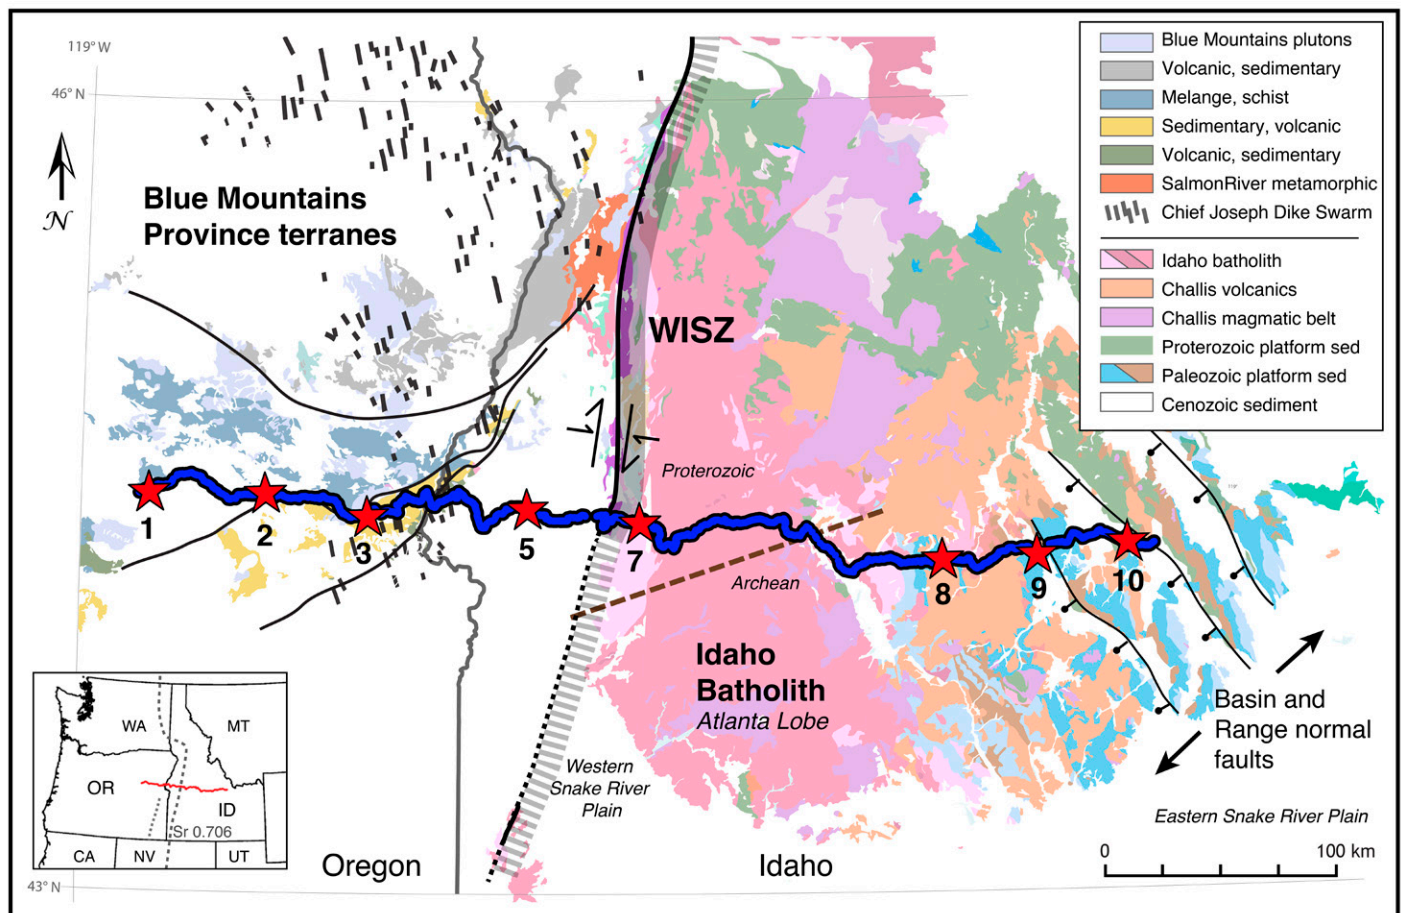 119° W
46° N
N
Blue Mountains
Province terranes
WISZ
Proterozoic
Archean
1
2
3
5
7
8
9
10
Idaho
Batholith
Atlanta Lobe
Western
Snake River
Plain
Basin and
Range normal
faults
Eastern Snake River Plain
Oregon
Idaho
0
100 km
43° N
WA
MT
OR
ID
Sr 0.706
CA
NV
UT
Blue Mountains plutons
Volcanic, sedimentary
Melange, schist
Sedimentary, volcanic
Volcanic, sedimentary
SalmonRiver metamorphic
Chief Joseph Dike Swarm
Idaho batholith
Challis volcanics
Challis magmatic belt
Proterozoic platform sed
Paleozoic platform sed
Cenozoic sediment